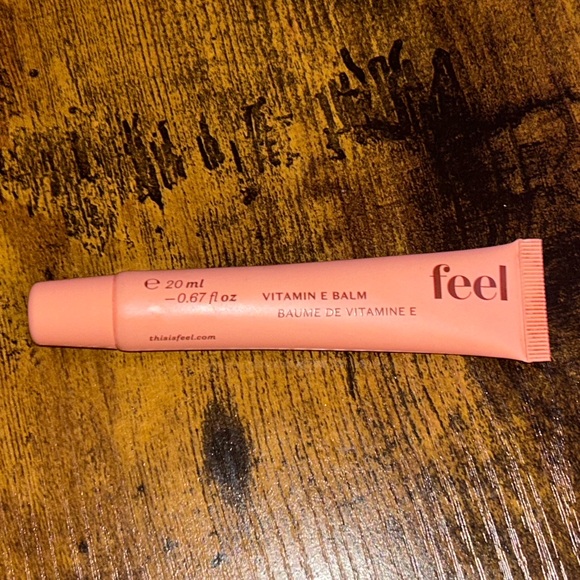 feel
℮ 20 ml
—0.67 fl oz
VITAMIN E BALM
BAUME DE VITAMINE E
thisisfeel.com